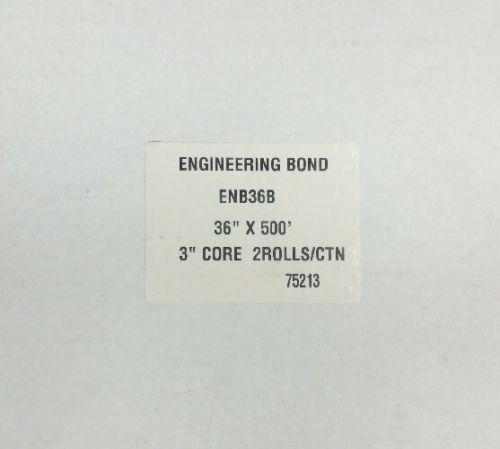 ENGINEERING BOND
ENB36B
36" X 500'
3" CORE 2ROLLS/CTN
75213